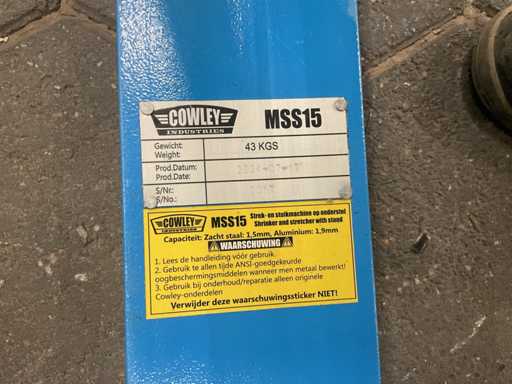 COWLEY
INDUSTRIES
MSS15
Gewicht:
Weight:
43 KGS
Prod.Datum:
Prod.Date:
S/Nr.
S/No.:
COWLEY
INDUSTRIES
MSS15
Strek- en stuikmachine op onderstel
Shrinker and stretcher with stand
Capaciteit: Zacht staal: 1,5mm, Aluminium: 1,9mm
WAARSCHUWING
1. Lees de handleiding vóór gebruik.
2. Gebruik te allen tijde ANSI-goedgekeurde
oogbeschermingsmiddelen wanneer men metaal bewerkt/
3. Gebruik bij onderhoud/reparatie alleen originele
Cowley-onderdelen
Verwijder deze waarschuwingssticker NIET!